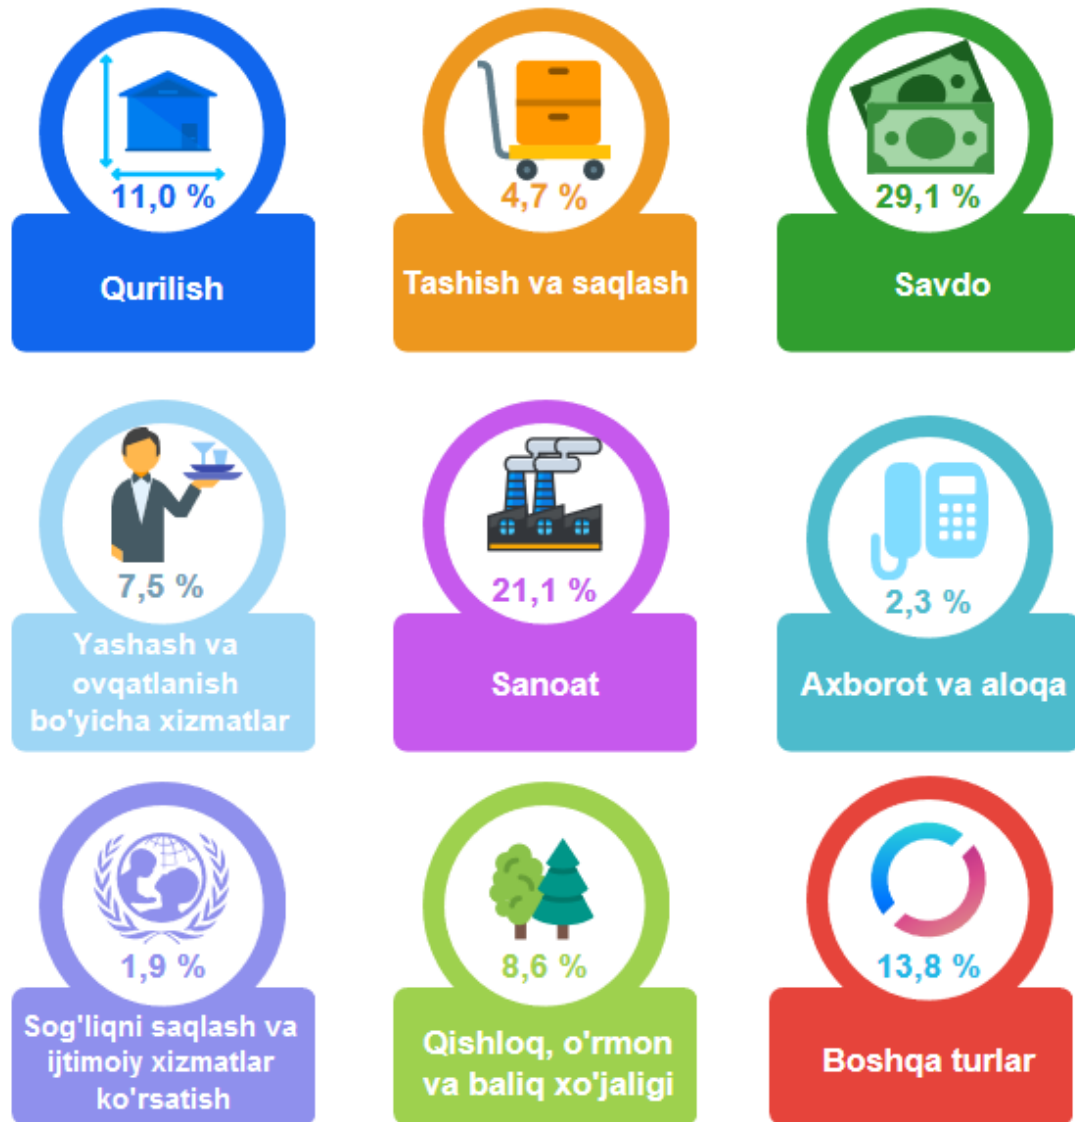 11,0 %
Qurilish
4,7 %
Tashish va saqlash
29,1 %
Savdo
7,5 %
Yashash va
ovqatlanish
bo'yicha xizmatlar
21,1 %
Sanoat
2,3 %
Axborot va aloqa
1,9 %
Sog'liqni saqlash va
ijtimoiy xizmatlar
ko'rsatish
8,6 %
Qishloq, o'rmon
va baliq xo'jaligi
13,8 %
Boshqa turlar